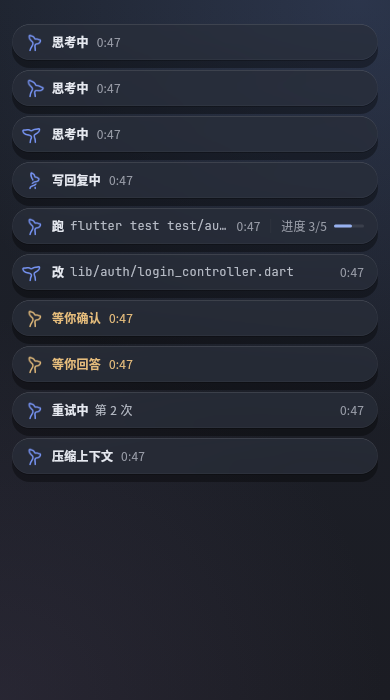 思考中 0:47
思考中 0:47
思考中 0:47
写回复中 0:47
跑 flutter test test/au… 0:47 进度 3/5
改 lib/auth/login_controller.dart 0:47
等你确认 0:47
等你回答 0:47
重试中 第 2 次 0:47
压缩上下文 0:47